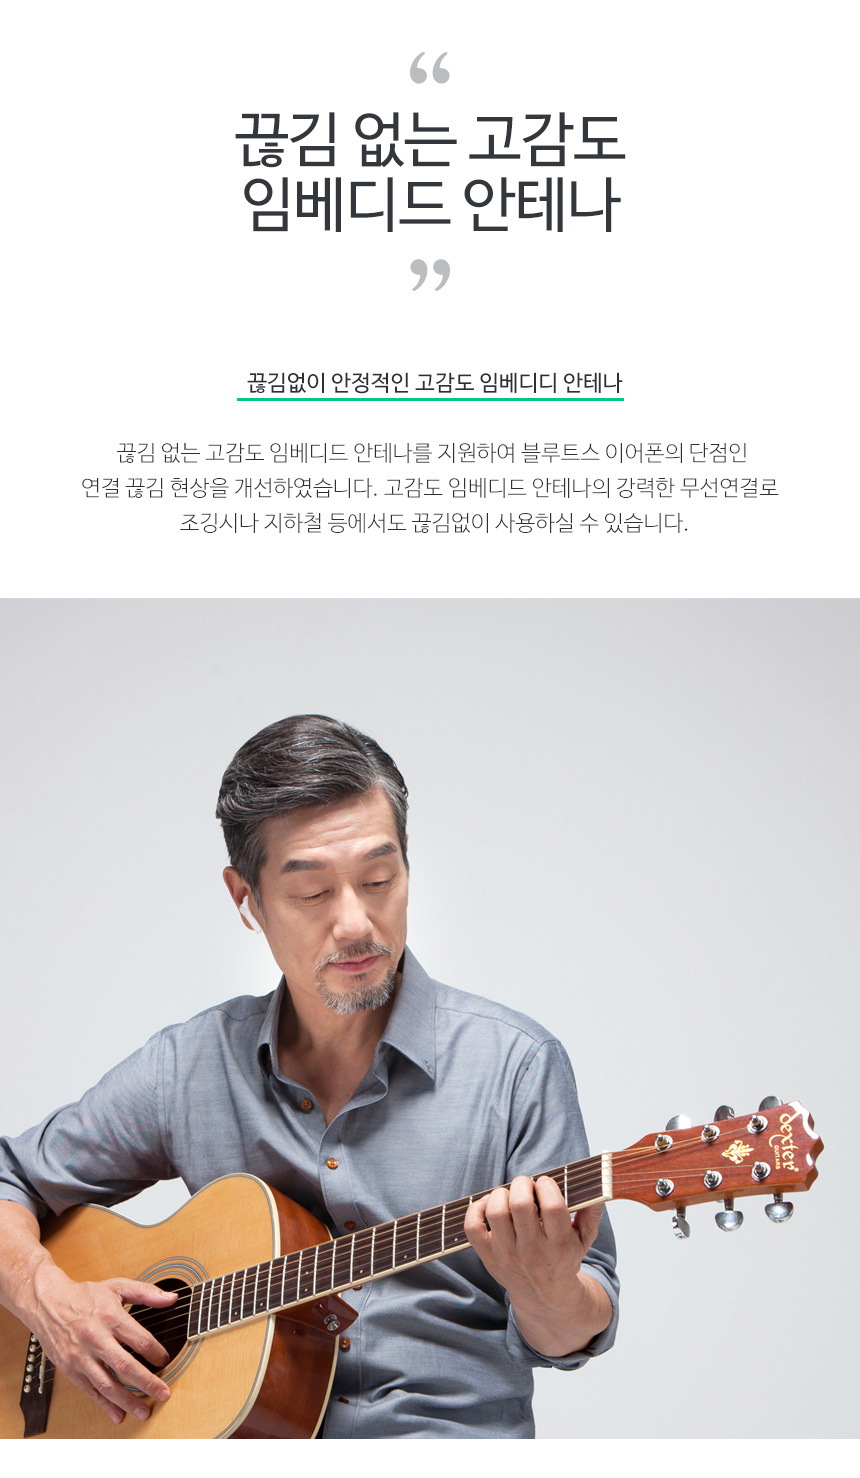 “
끊김 없는 고감도
임베디드 안테나
”
끊김없이 안정적인 고감도 임베디디 안테나
끊김 없는 고감도 임베디드 안테나를 지원하여 블루트스 이어폰의 단점인
연결 끊김 현상을 개선하였습니다. 고감도 임베디드 안테나의 강력한 무선연결로
조깅시나 지하철 등에서도 끊김없이 사용하실 수 있습니다.
dexter
GUITARS